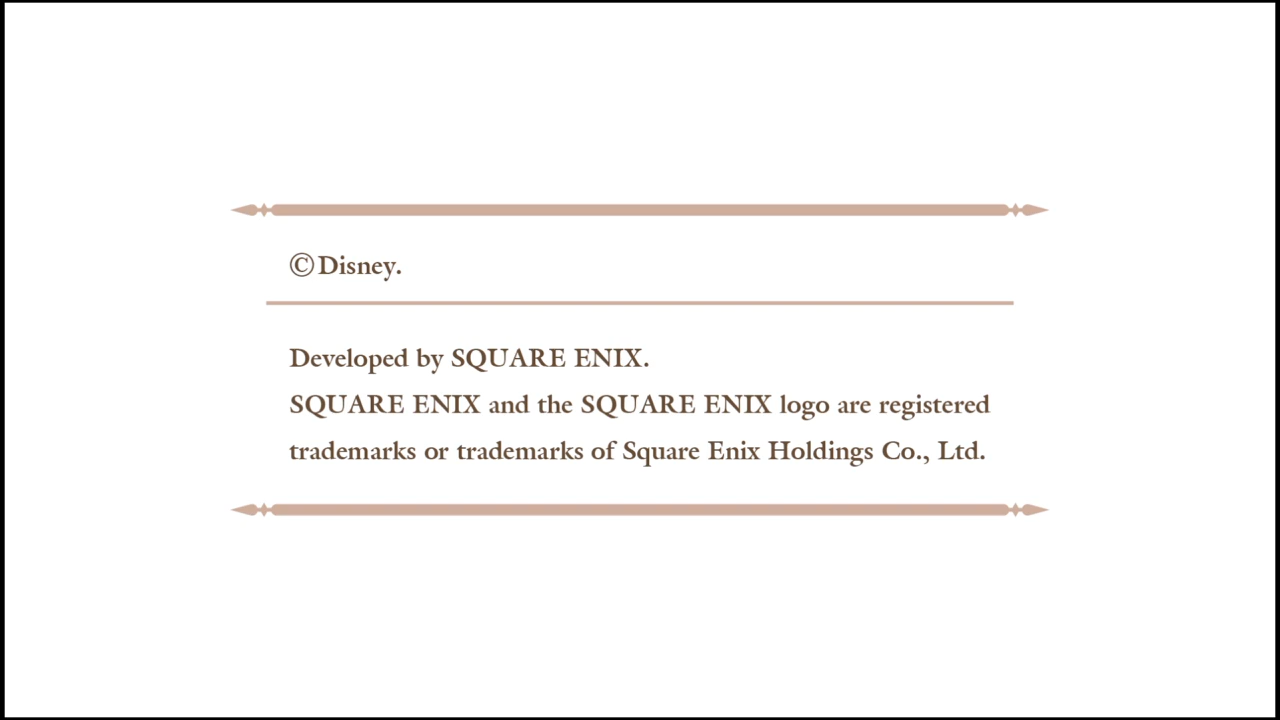 ©Disney.
Developed by SQUARE ENIX.
SQUARE ENIX and the SQUARE ENIX logo are registered
trademarks or trademarks of Square Enix Holdings Co., Ltd.